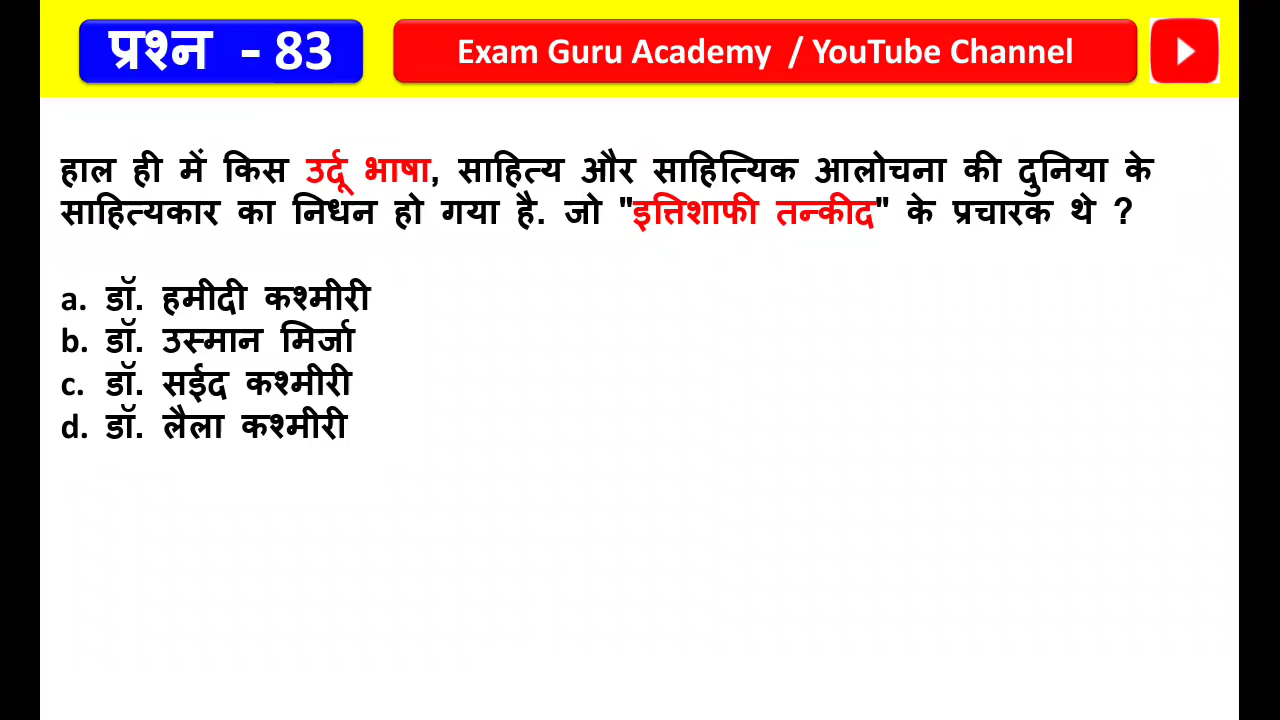 प्रश्न - 83
Exam Guru Academy / YouTube Channel
हाल ही में किस उर्दू भाषा, साहित्य और साहित्यिक आलोचना की दुनिया के
साहित्यकार का निधन हो गया है. जो "इत्तिशाफी तन्कीद" के प्रचारक थे ?
a. डॉ. हमीदी कश्मीरी
b. डॉ. उस्मान मिर्जा
c. डॉ. सईद कश्मीरी
d. डॉ. लैला कश्मीरी